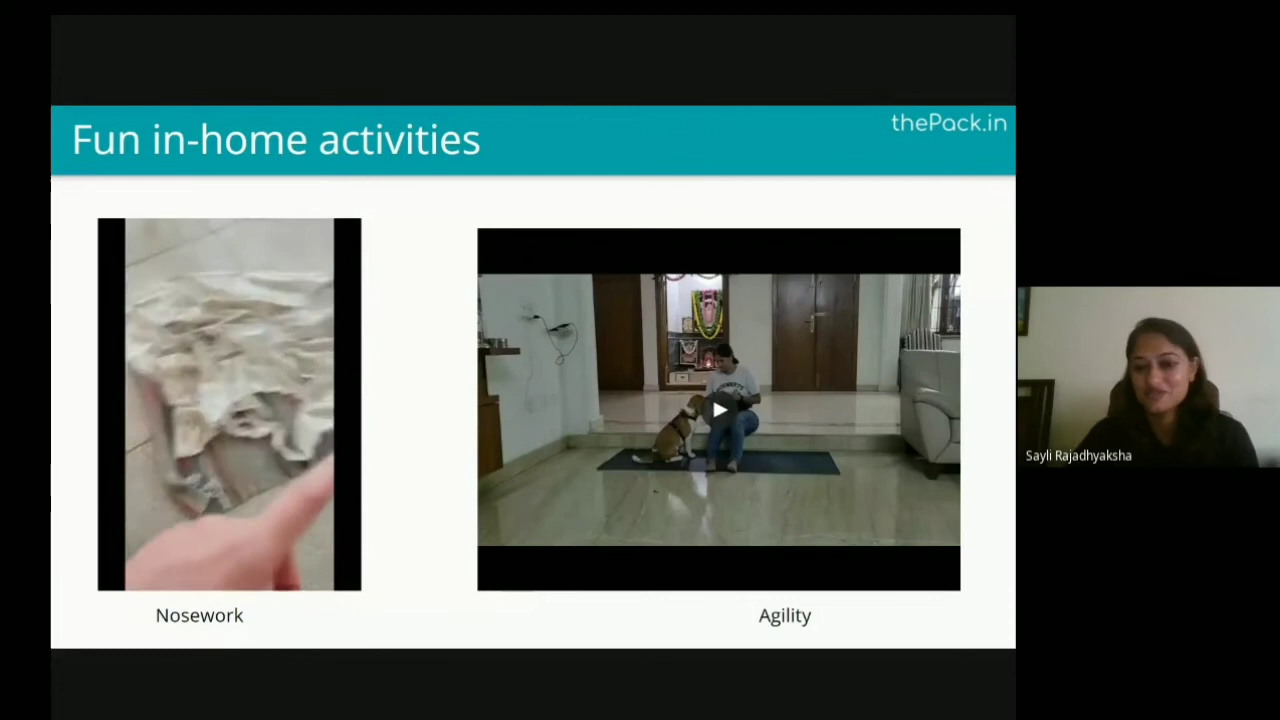 Fun in-home activities
thePack.in
Nosework
Agility
Sayli Rajadhyaksha